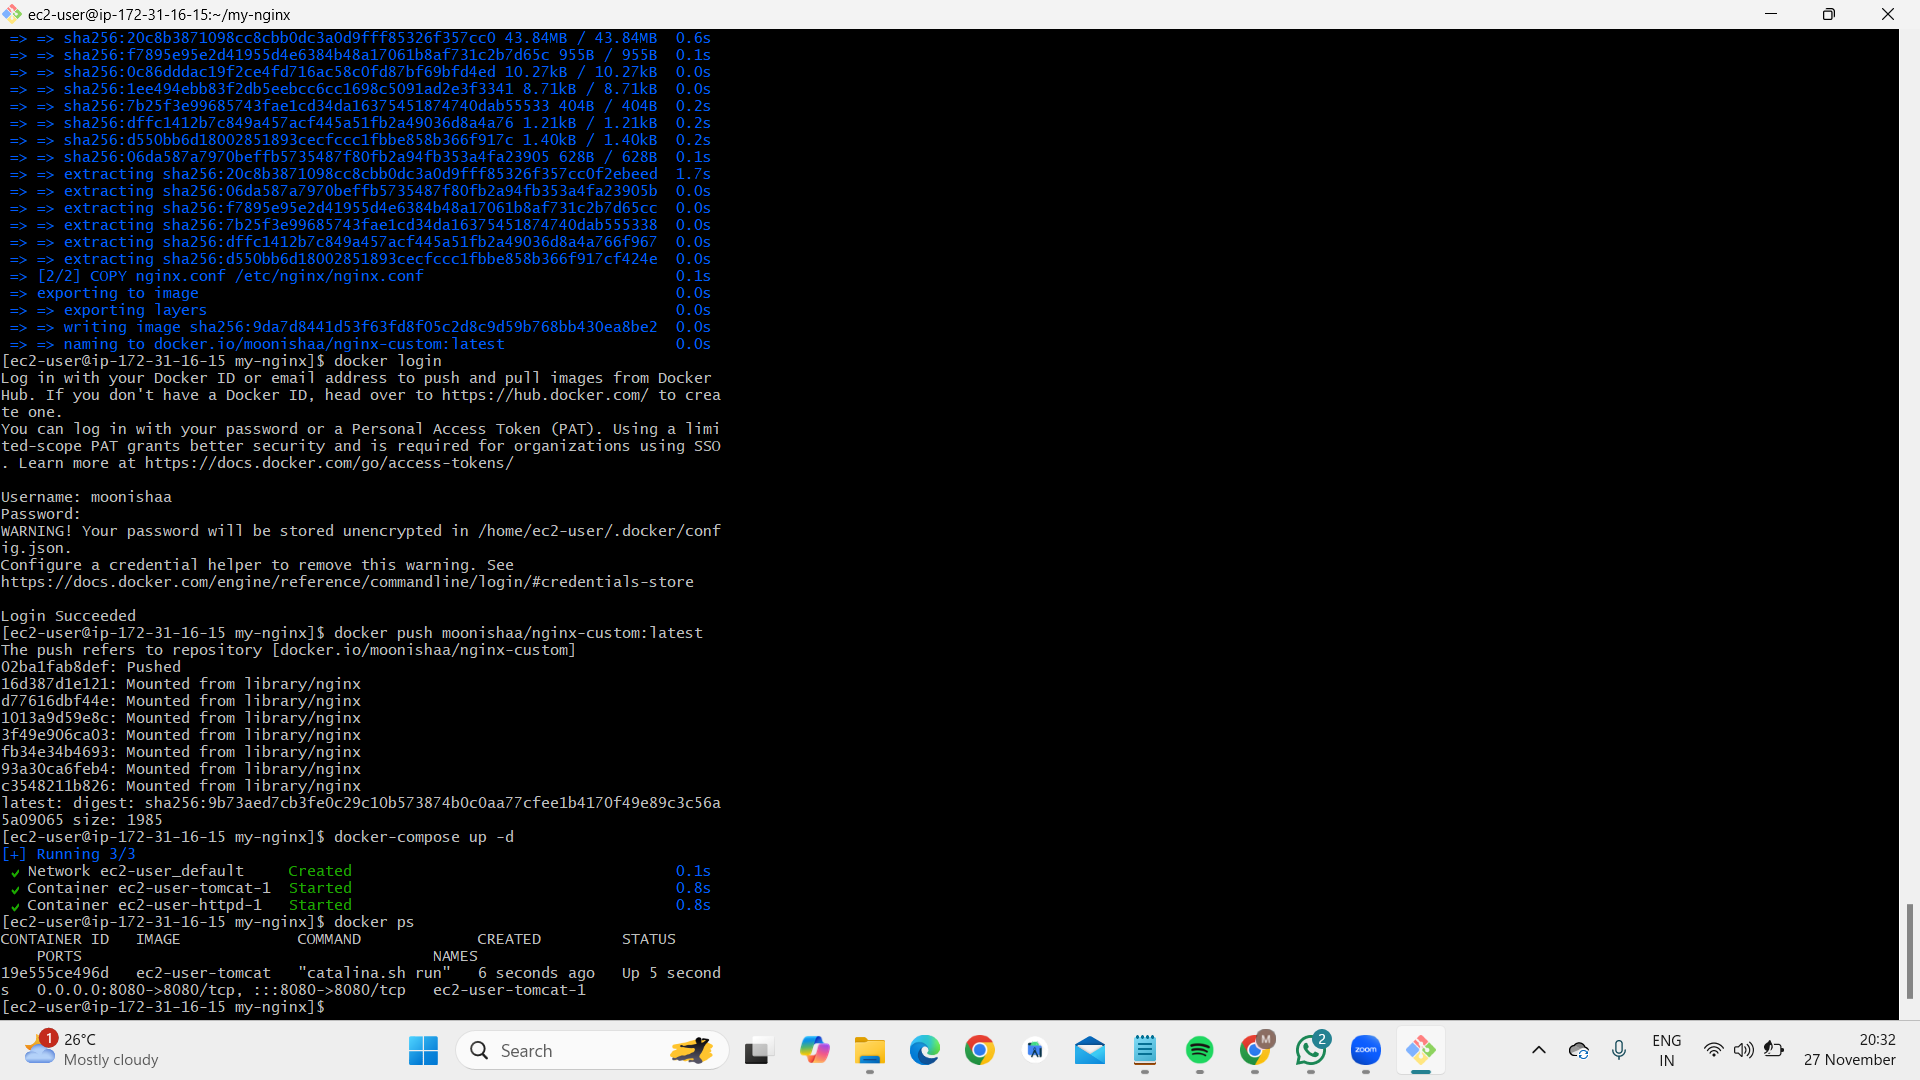 ec2-user@ip-172-31-16-15:~/my-nginx
=> => sha256:20c8b3871098cc8cbb0dc3a0d9fff85326f357cc0 43.84MB / 43.84MB 0.6s
=> => sha256:f7895e95e2d41955d4e6384b48a17061b8af731c2b7d65c 955B / 955B 0.1s
=> => sha256:0c86dddac19f2ce4fd716ac58c0fd87bf69bfd4ed 10.27kB / 10.27kB 0.0s
=> => sha256:1ee494ebb83f2db5eebcc6cc1698c5091ad2e3f3341 8.71kB / 8.71kB 0.0s
=> => sha256:7b25f3e99685743fae1cd34da16375451874740dab55533 404B / 404B 0.2s
=> => sha256:dffc1412b7c849a457acf445a51fb2a49036d8a4a76 1.21kB / 1.21kB 0.2s
=> => sha256:d550bb6d18002851893cecfccc1fbbe858b366f917c 1.40kB / 1.40kB 0.2s
=> => sha256:06da587a7970beffb5735487f80fb2a94fb353a4fa23905 628B / 628B 0.1s
=> => extracting sha256:20c8b3871098cc8cbb0dc3a0d9fff85326f357cc0f2ebeed 1.7s
=> => extracting sha256:06da587a7970beffb5735487f80fb2a94fb353a4fa23905b 0.0s
=> => extracting sha256:f7895e95e2d41955d4e6384b48a17061b8af731c2b7d65cc 0.0s
=> => extracting sha256:7b25f3e99685743fae1cd34da16375451874740dab555338 0.0s
=> => extracting sha256:dffc1412b7c849a457acf445a51fb2a49036d8a4a766f967 0.0s
=> => extracting sha256:d550bb6d18002851893cecfccc1fbbe858b366f917cf424e 0.0s
=> [2/2] COPY nginx.conf /etc/nginx/nginx.conf 0.1s
=> exporting to image 0.0s
=> => exporting layers 0.0s
=> => writing image sha256:9da7d8441d53f63fd8f05c2d8c9d59b768bb430ea8be2 0.0s
=> => naming to docker.io/moonishaa/nginx-custom:latest 0.0s
[ec2-user@ip-172-31-16-15 my-nginx]$ docker login
Log in with your Docker ID or email address to push and pull images from Docker
Hub. If you don't have a Docker ID, head over to https://hub.docker.com/ to crea
te one.
You can log in with your password or a Personal Access Token (PAT). Using a limi
ted-scope PAT grants better security and is required for organizations using SSO
. Learn more at https://docs.docker.com/go/access-tokens/
Username: moonishaa
Password:
WARNING! Your password will be stored unencrypted in /home/ec2-user/.docker/conf
ig.json.
Configure a credential helper to remove this warning. See
https://docs.docker.com/engine/reference/commandline/login/#credentials-store
Login Succeeded
[ec2-user@ip-172-31-16-15 my-nginx]$ docker push moonishaa/nginx-custom:latest
The push refers to repository [docker.io/moonishaa/nginx-custom]
02ba1fab8def: Pushed
16d387d1e121: Mounted from library/nginx
d77616dbf44e: Mounted from library/nginx
1013a9d59e8c: Mounted from library/nginx
3f49e906ca03: Mounted from library/nginx
fb34e34b4693: Mounted from library/nginx
93a30ca6feb4: Mounted from library/nginx
c3548211b826: Mounted from library/nginx
latest: digest: sha256:9b73aed7cb3fe0c29c10b573874b0c0aa77cfee1b4170f49e89c3c56a
5a09065 size: 1985
[ec2-user@ip-172-31-16-15 my-nginx]$ docker-compose up -d
[+] Running 3/3
✔ Network ec2-user_default Created 0.1s
✔ Container ec2-user-tomcat-1 Started 0.8s
✔ Container ec2-user-httpd-1 Started 0.8s
[ec2-user@ip-172-31-16-15 my-nginx]$ docker ps
CONTAINER ID IMAGE COMMAND CREATED STATUS
PORTS NAMES
19e555ce496d ec2-user-tomcat "catalina.sh run" 6 seconds ago Up 5 second
s 0.0.0.0:8080->8080/tcp, :::8080->8080/tcp ec2-user-tomcat-1
[ec2-user@ip-172-31-16-15 my-nginx]$
1
26°C
Mostly cloudy
Search
M
2
zoom
ENG
IN
20:32
27 November